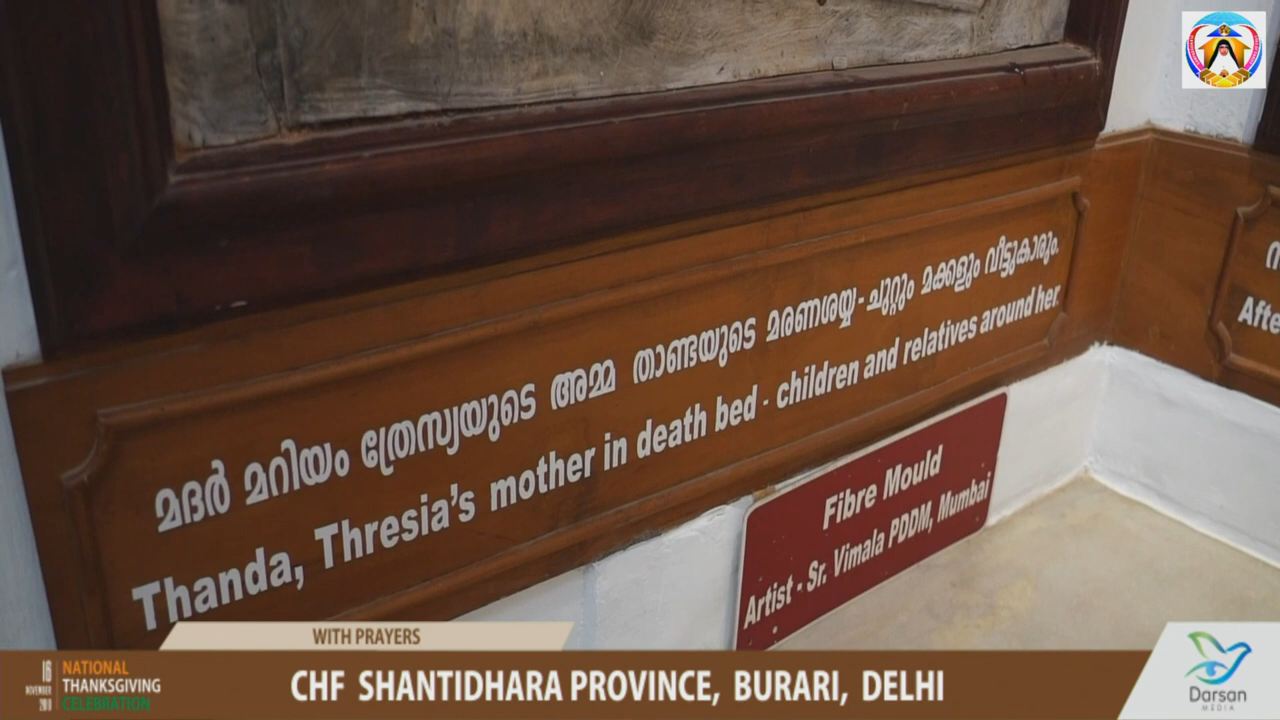 മദർ മറിയം ത്രേസ്യയുടെ അമ്മ താണ്ടയുടെ മരണശയ്യ - ചുറ്റും മക്കളും വീട്ടുകാരും.
Thanda, Thresia's mother in death bed - children and relatives around her.
Afte
Fibre Mould
Artist - Sr. Vimala PDDM, Mumbai
WITH PRAYERS
16
NOVEMBER
NATIONAL
THANKSGIVING
CELEBRATION
CHF SHANTIDHARA PROVINCE, BURARI, DELHI
Darsan
MEDIA